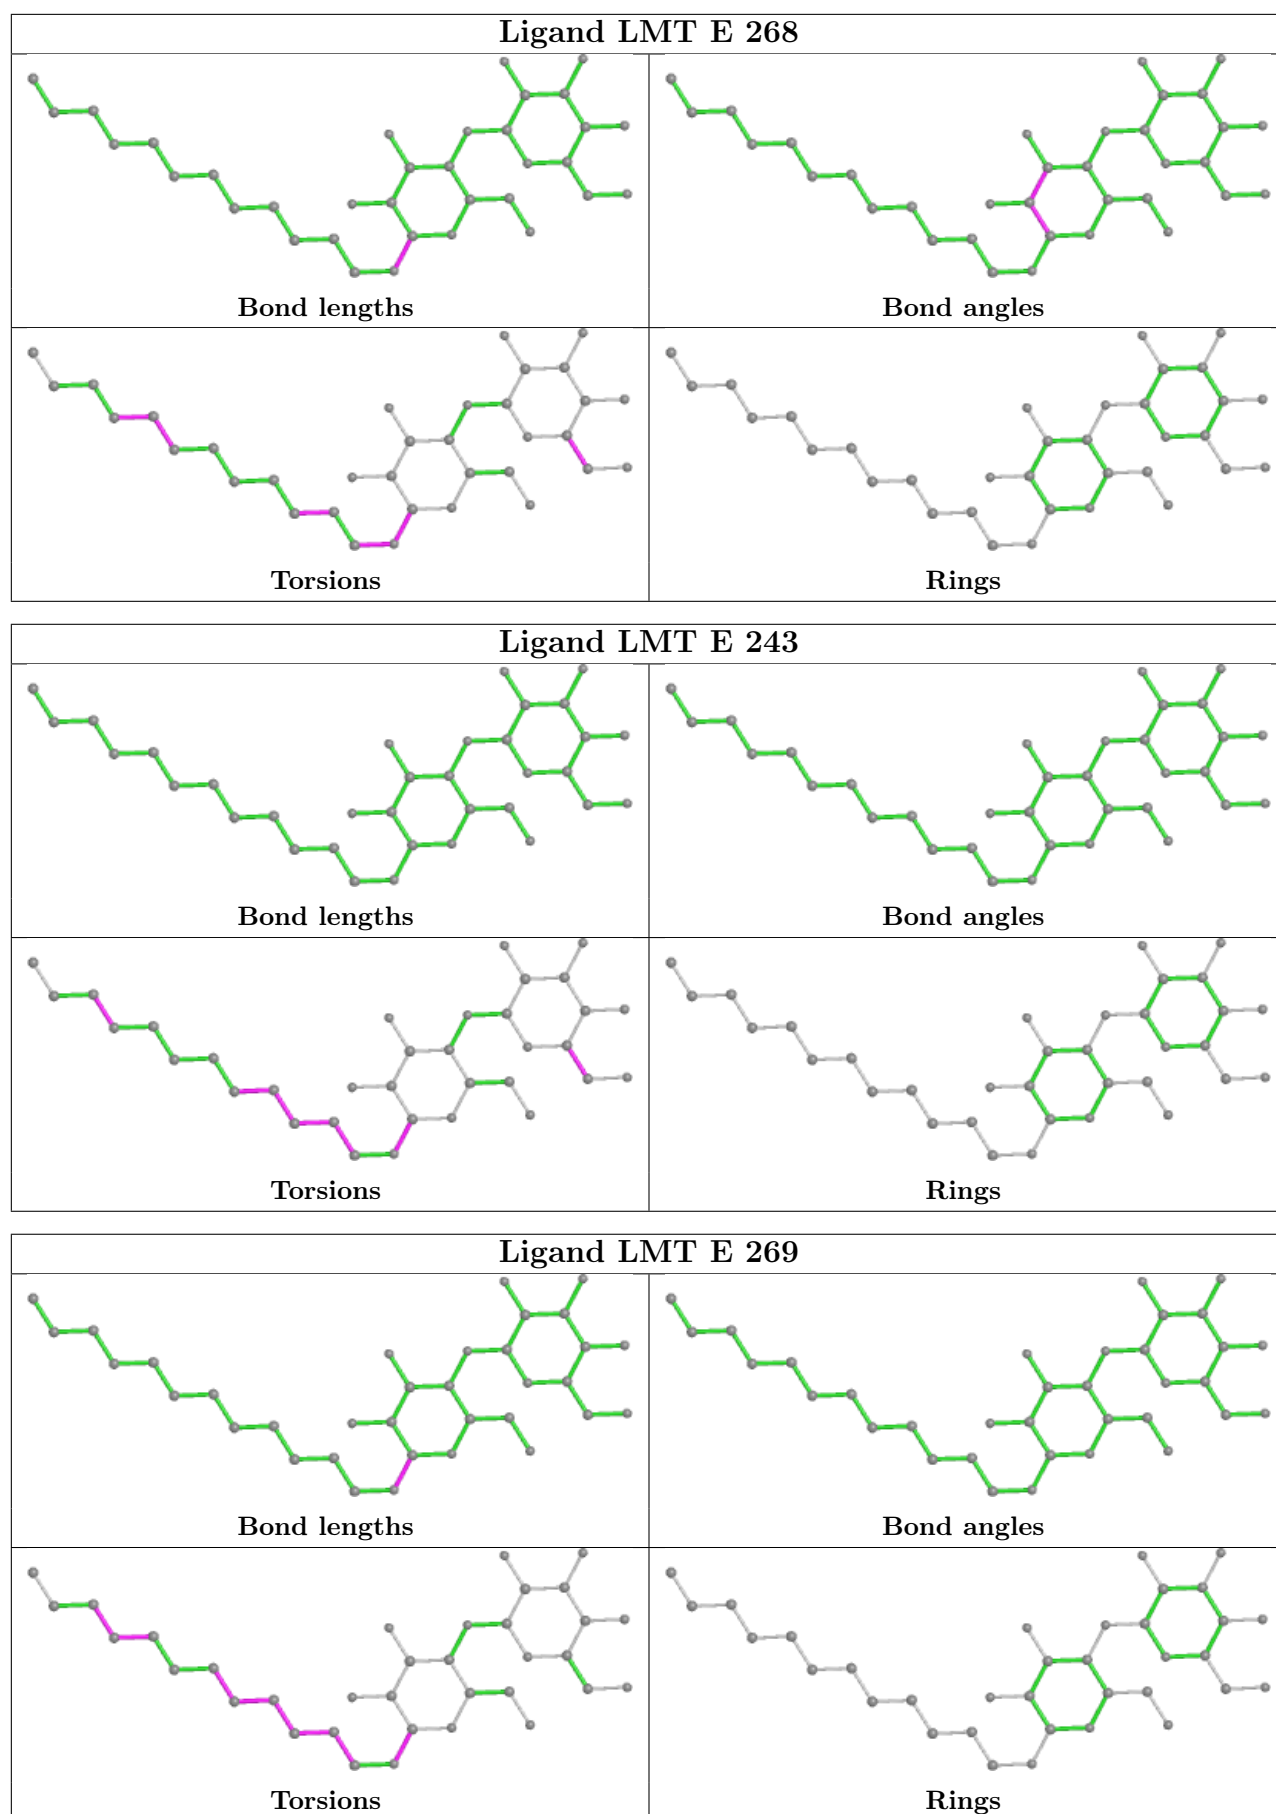 Ligand LMT E 268
Bond lengths
Bond angles
Torsions
Rings
Ligand LMT E 243
Bond lengths
Bond angles
Torsions
Rings
Ligand LMT E 269
Bond lengths
Bond angles
Torsions
Rings